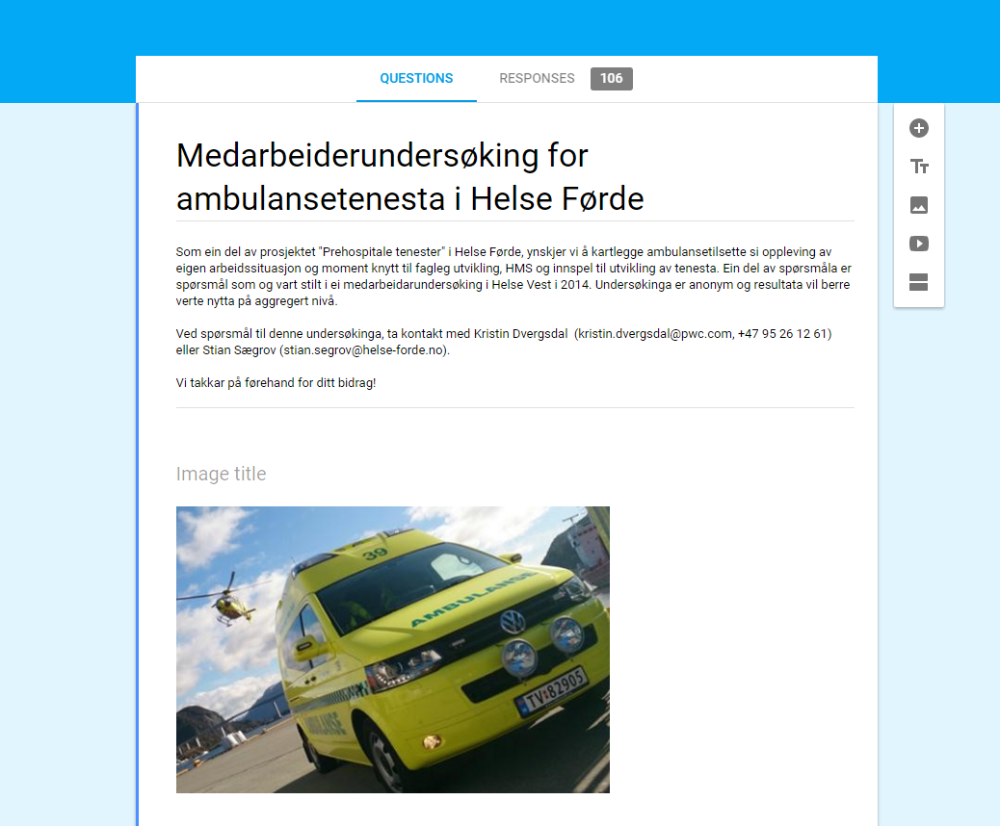 QUESTIONS RESPONSES 106
Medarbeiderundersøking for
ambulansetenesta i Helse Førde
Som ein del av prosjektet "Prehospitale tenester" i Helse Førde, ynskjer vi å kartlegge ambulansetilsette si oppleving av
eigen arbeidssituasjon og moment knytt til fagleg utvikling, HMS og innspel til utvikling av tenesta. Ein del av spørsmåla er
spørsmål som og vart stilt i ei medarbeidarundersøking i Helse Vest i 2014. Undersøkinga er anonym og resultata vil berre
verte nytta på aggregert nivå.
Ved spørsmål til denne undersøkinga, ta kontakt med Kristin Dvergsdal  (kristin.dvergsdal@pwc.com, +47 95 26 12 61)
eller Stian Sægrov (stian.segrov@helse-forde.no).
Vi takkar på førehand for ditt bidrag!
Image title
39
AMBULANSE
TV 82905
AMBULANSE